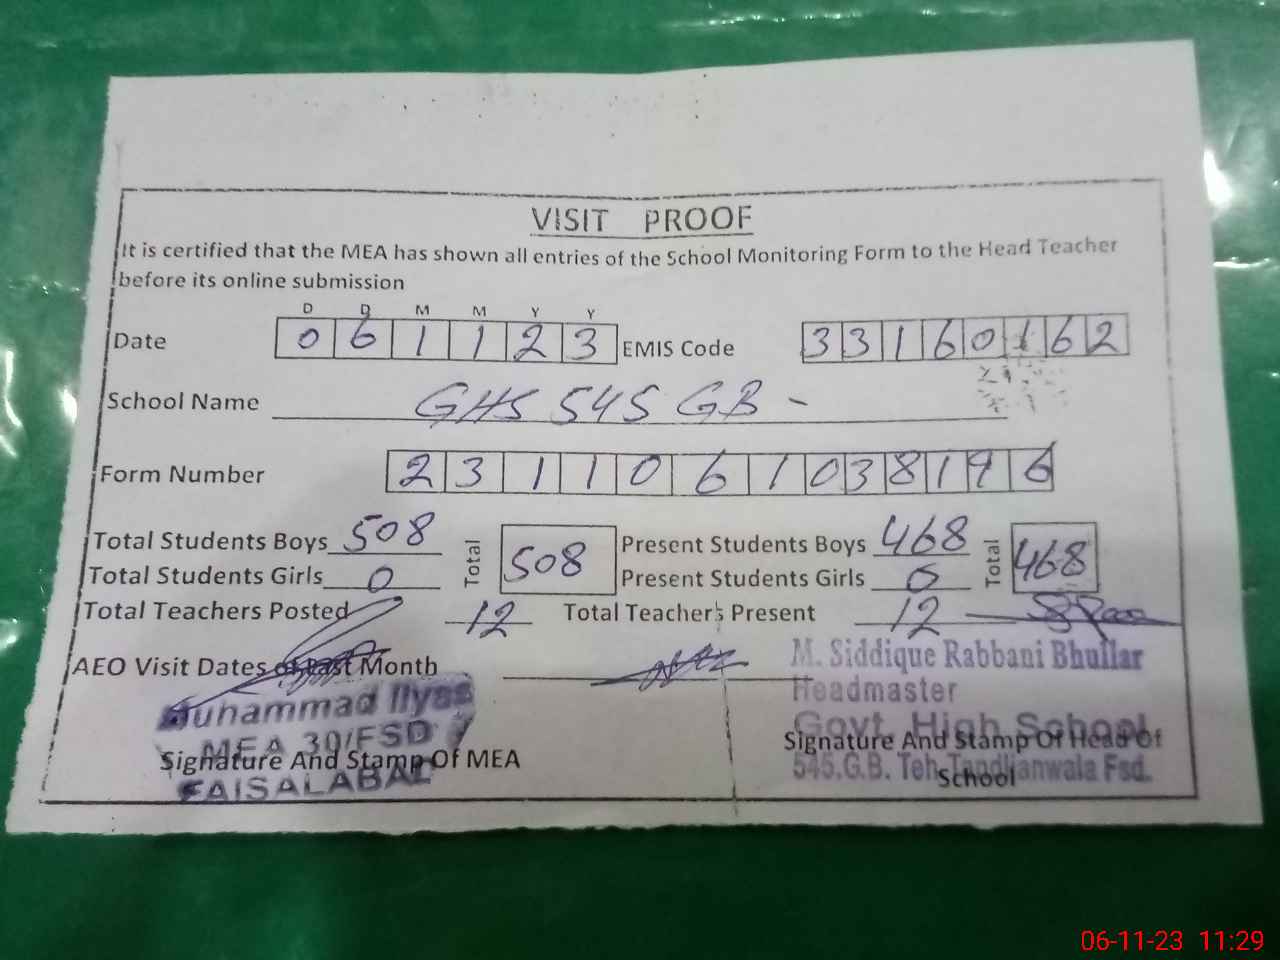 VISIT PROOF
It is certified that the MEA has shown all entries of the School Monitoring Form to the Head Teacher
before its online submission
D D M M Y Y
Date 0 6 1 1 2 3 EMIS Code 3 3 1 6 0 1 6 2
School Name GHS 545 GB -
Form Number 2 3 1 1 0 6 1 0 3 8 1 9 6
Total Students Boys 508 Total 508 Present Students Boys 468 Total 468
Total Students Girls 0 Present Students Girls 0
Total Teachers Posted 12 Total Teachers Present 12
AEO Visit Dates of Last Month
M. Siddique Rabbani Bhullar
Headmaster
Govt. High School
545.G.B. Teh-Tandlianwala Fsd.
Muhammad Ilyas
MEA 30/FSD
FAISALABAD
Signature And Stamp Of MEA
Signature And Stamp Of Head Of
School
06-11-23 11:29